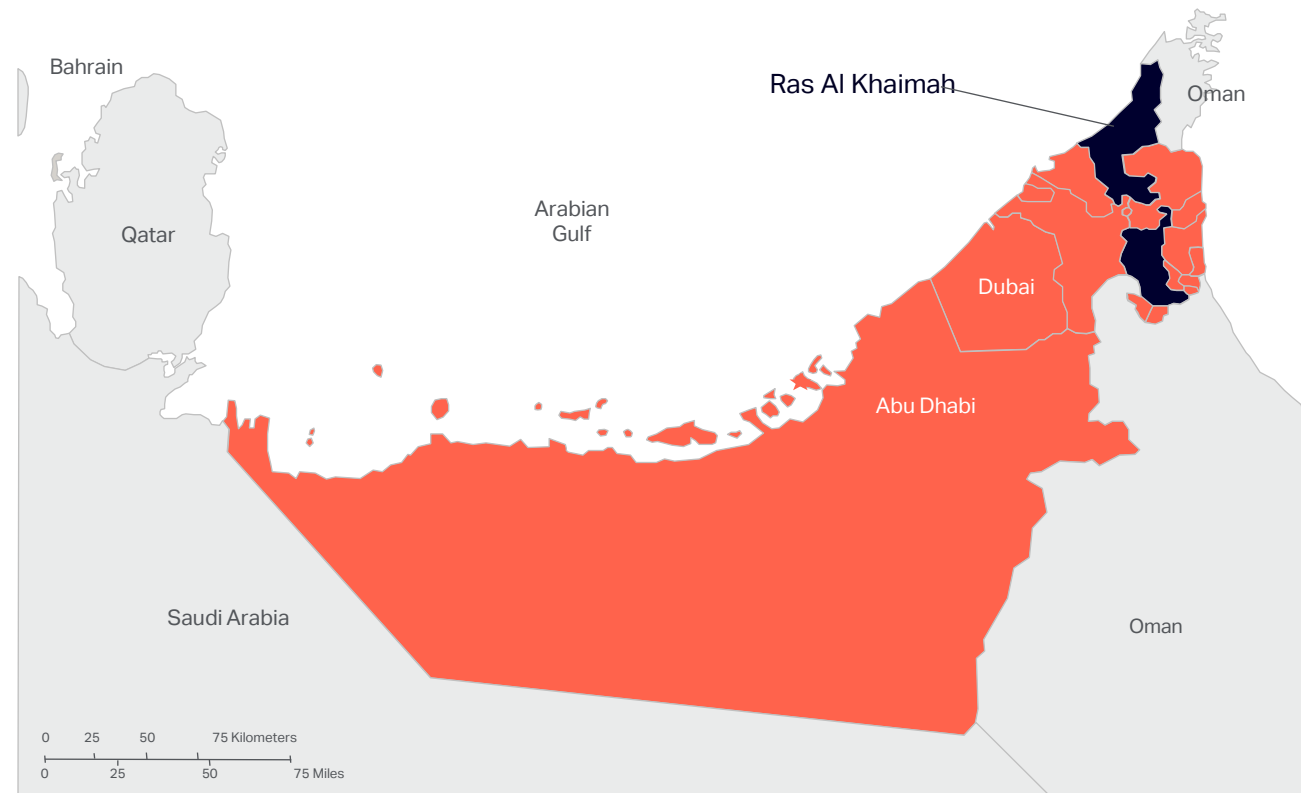 Bahrain
Ras Al Khaimah
Oman
Arabian
Gulf
Qatar
Dubai
Abu Dhabi
Saudi Arabia
Oman
0 25 50 75 Kilometers
0 25 50 75 Miles